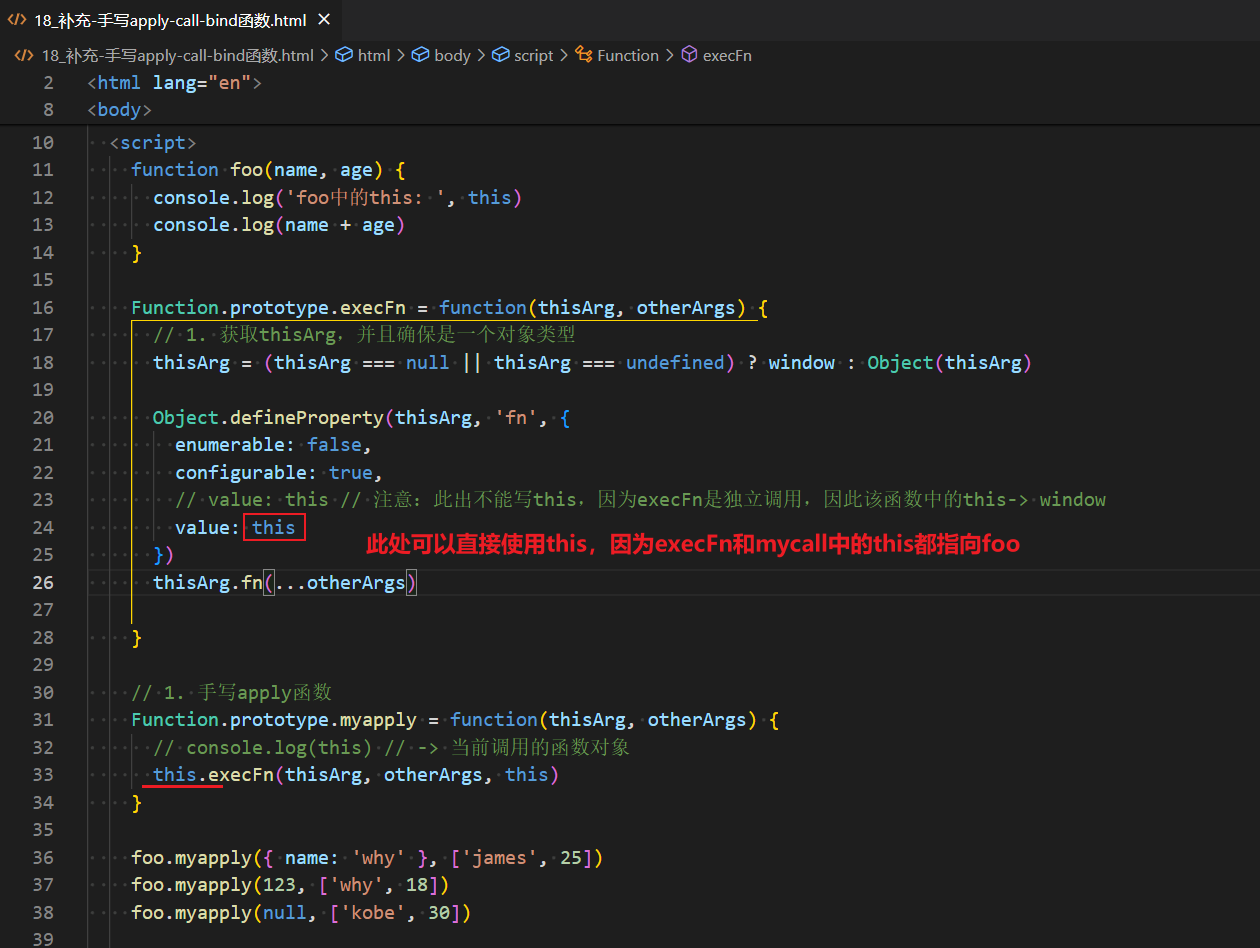 18_补充-手写apply-call-bind函数.html
18_补充-手写apply-call-bind函数.html > html > body > script > Function > execFn
2 <html lang="en">
8 <body>
10 <script>
11 function foo(name, age) {
12 console.log('foo中的this: ', this)
13 console.log(name + age)
14 }
15
16 Function.prototype.execFn = function(thisArg, otherArgs) {
17 // 1. 获取thisArg，并且确保是一个对象类型
18 thisArg = (thisArg === null || thisArg === undefined) ? window : Object(thisArg)
19
20 Object.defineProperty(thisArg, 'fn', {
21 enumerable: false,
22 configurable: true,
23 // value: this // 注意：此出不能写this，因为execFn是独立调用，因此该函数中的this-> window
24 value: this
此处可以直接使用this，因为execFn和mycall中的this都指向foo
25 })
26 thisArg.fn(...otherArgs)
27
28 }
29
30 // 1. 手写apply函数
31 Function.prototype.myapply = function(thisArg, otherArgs) {
32 // console.log(this) // -> 当前调用的函数对象
33 this.execFn(thisArg, otherArgs, this)
34 }
35
36 foo.myapply({ name: 'why' }, ['james', 25])
37 foo.myapply(123, ['why', 18])
38 foo.myapply(null, ['kobe', 30])
39